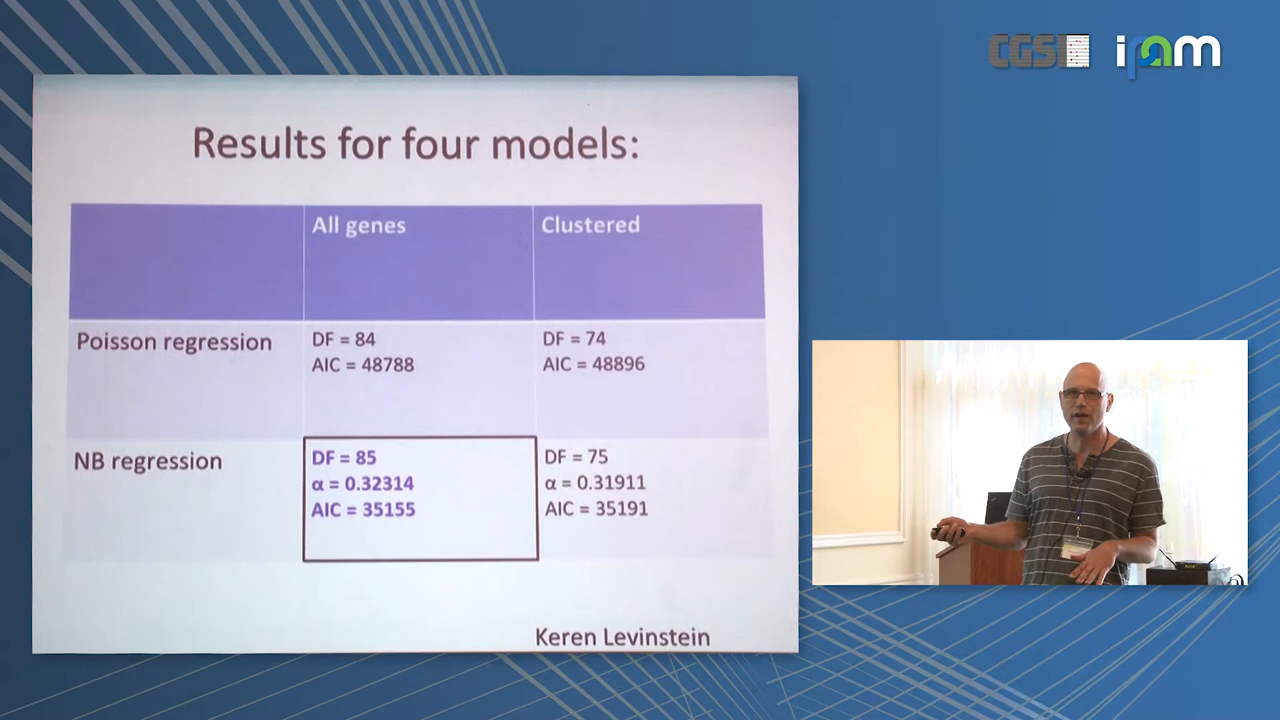 CGSI
ipam
Results for four models:
All genes
Clustered
Poisson regression
DF = 84
AIC = 48788
DF = 74
AIC = 48896
NB regression
DF = 85
α = 0.32314
AIC = 35155
DF = 75
α = 0.31911
AIC = 35191
Keren Levinstein